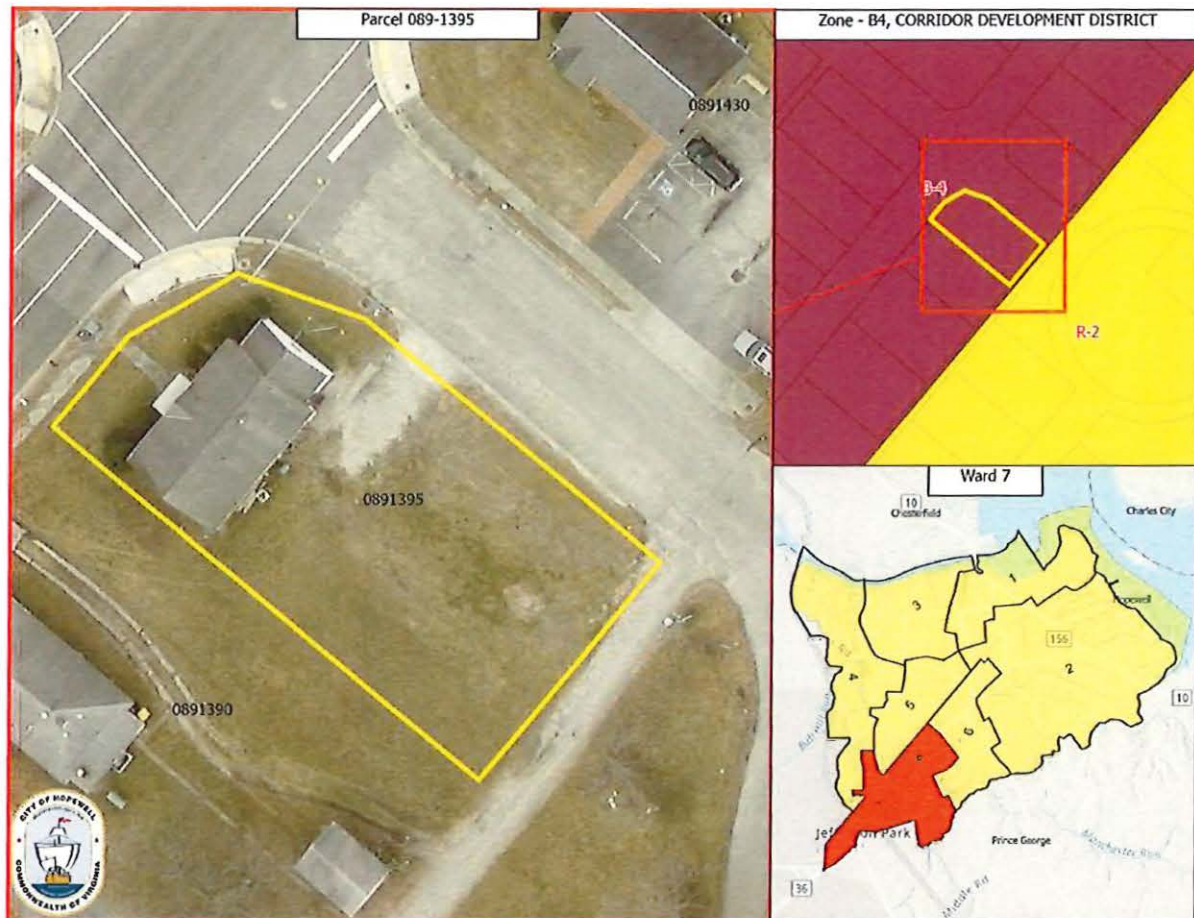 Parcel 089-1395
0891430
0891395
0891390
CITY OF HOPEWELL
COMMONWEALTH OF VIRGINIA
Zone - B4, CORRIDOR DEVELOPMENT DISTRICT
B-4
R-2
Ward 7
10
Chesterfield
Charles City
1
3
Hopewell
156
2
4
5
6
10
Prince George
36